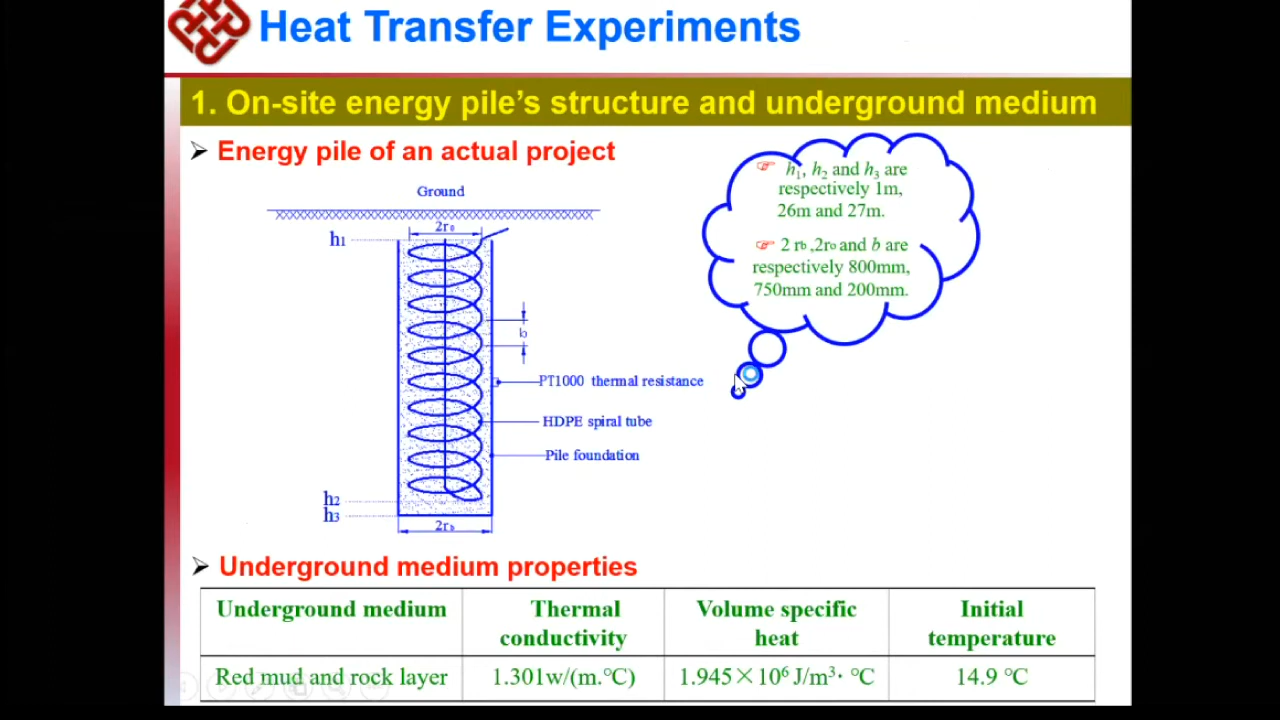 Heat Transfer Experiments
1. On-site energy pile's structure and underground medium
➢ Energy pile of an actual project
Ground
2r₀
h₁
b
PT1000 thermal resistance
HDPE spiral tube
Pile foundation
h₂
h₃
2r_b
☞ h₁, h₂ and h₃ are
respectively 1m,
26m and 27m.
☞ 2 r_b ,2r₀ and b are
respectively 800mm,
750mm and 200mm.
➢ Underground medium properties
Underground medium Thermal conductivity Volume specific heat Initial temperature
Red mud and rock layer 1.301w/(m.℃) 1.945×10⁶ J/m³· ℃ 14.9 ℃